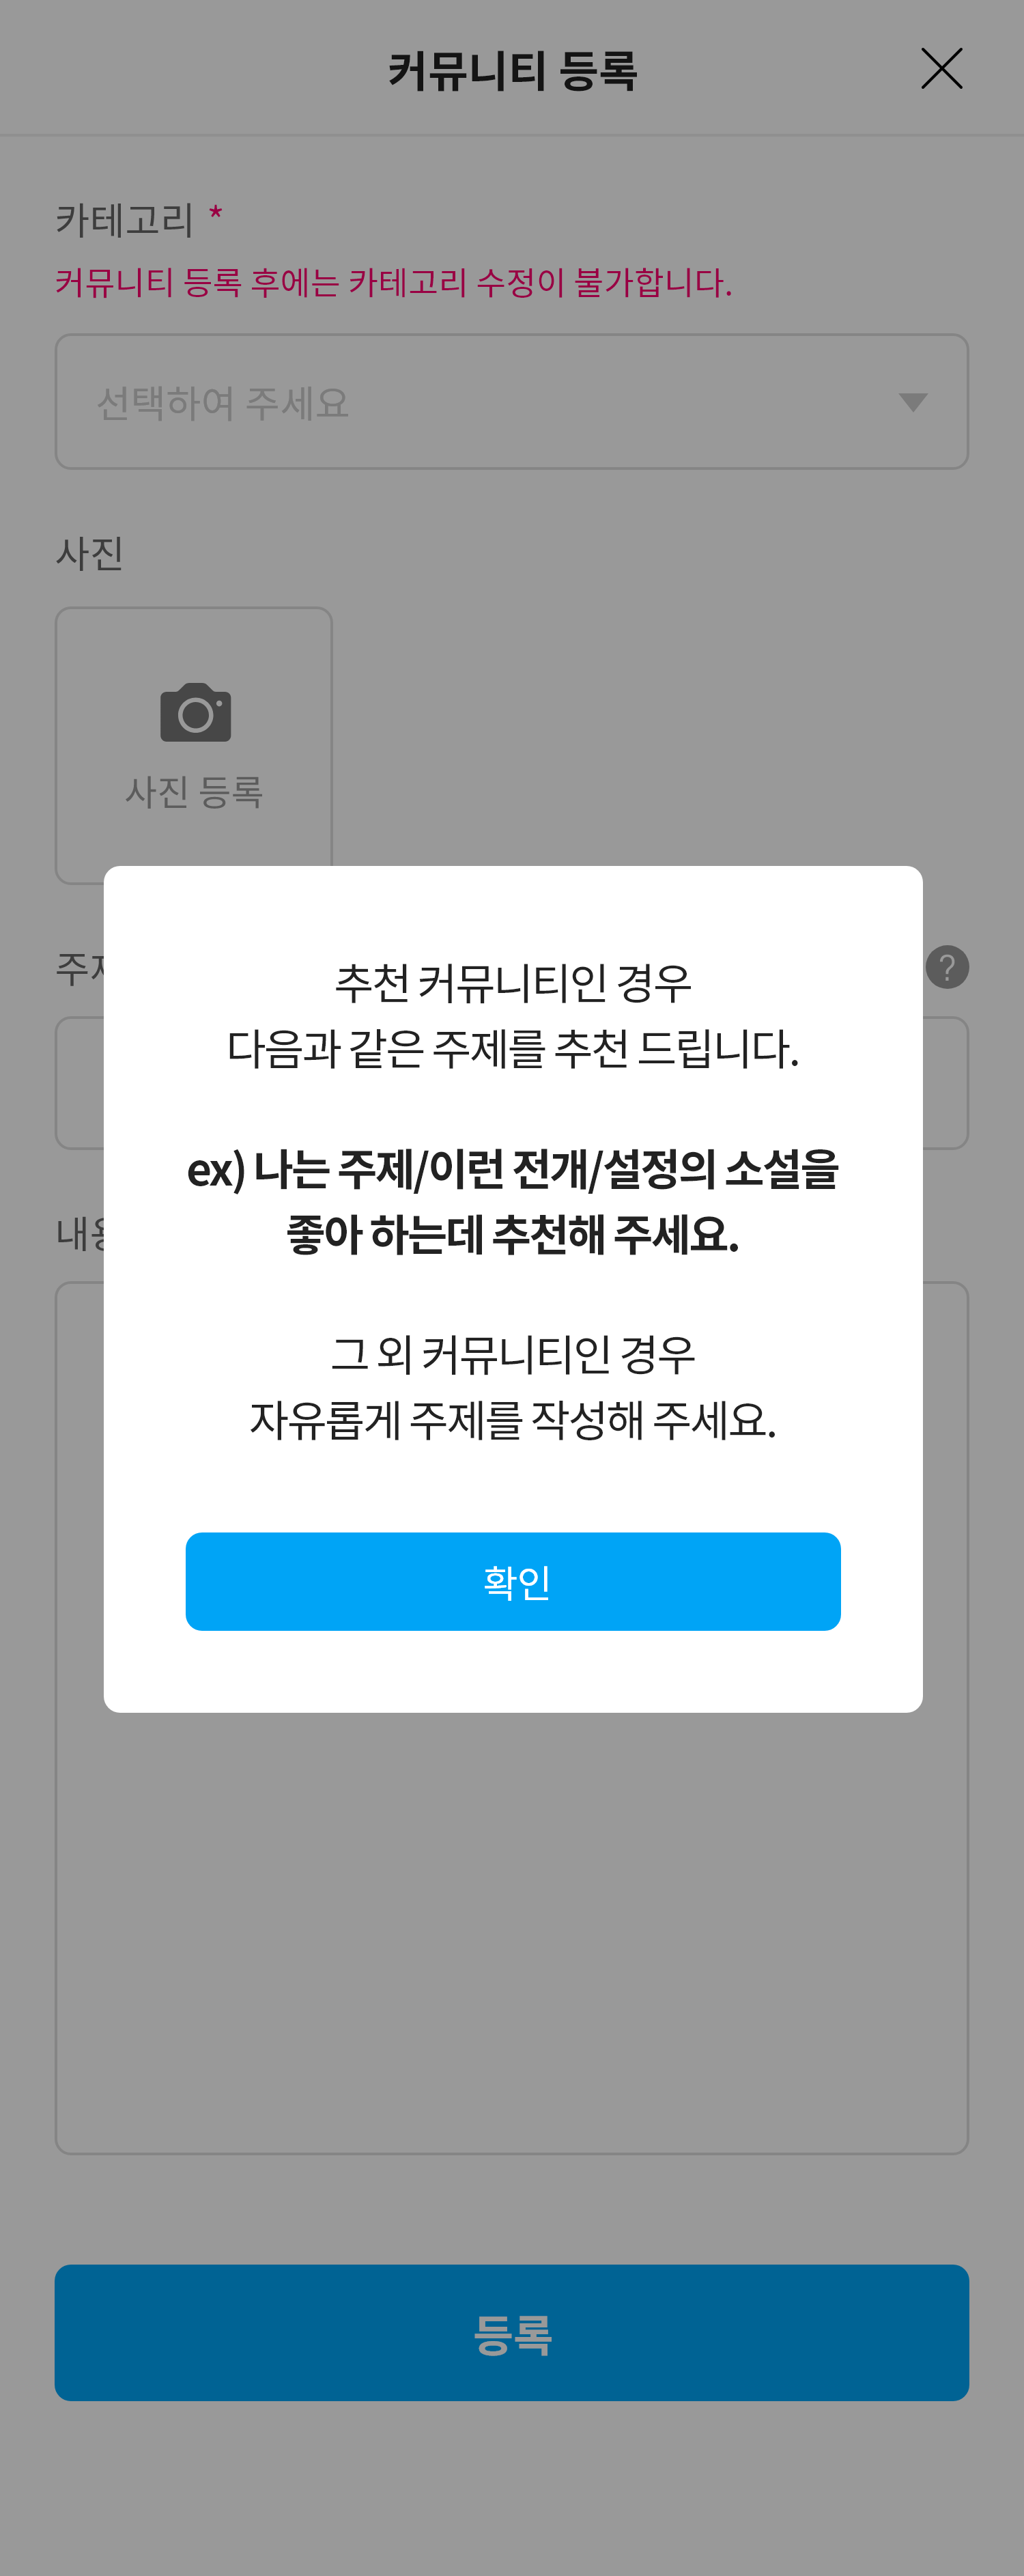 커뮤니티 등록
카테고리 *
커뮤니티 등록 후에는 카테고리 수정이 불가합니다.
선택하여 주세요
사진
사진 등록
?
추천 커뮤니티인 경우
다음과 같은 주제를 추천 드립니다.
ex) 나는 주제/이런 전개/설정의 소설을
좋아 하는데 추천해 주세요.
그 외 커뮤니티인 경우
자유롭게 주제를 작성해 주세요.
확인
등록